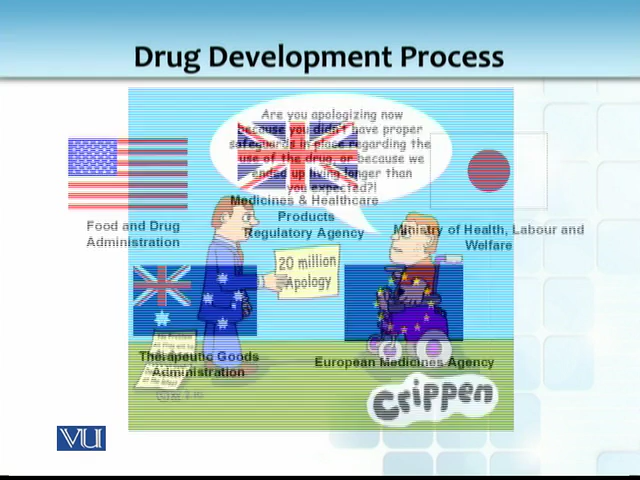 Drug Development Process
Are you apologizing now
because you didn't have proper
safeguards in place regarding the
use of the drug, or because we
ended up living longer than
you expected?!
Medicines & Healthcare
Products
Regulatory Agency
Food and Drug
Administration
Ministry of Health, Labour and
Welfare
20 million
Apology
Therapeutic Goods
Administration
European Medicines Agency
Crippen
VU